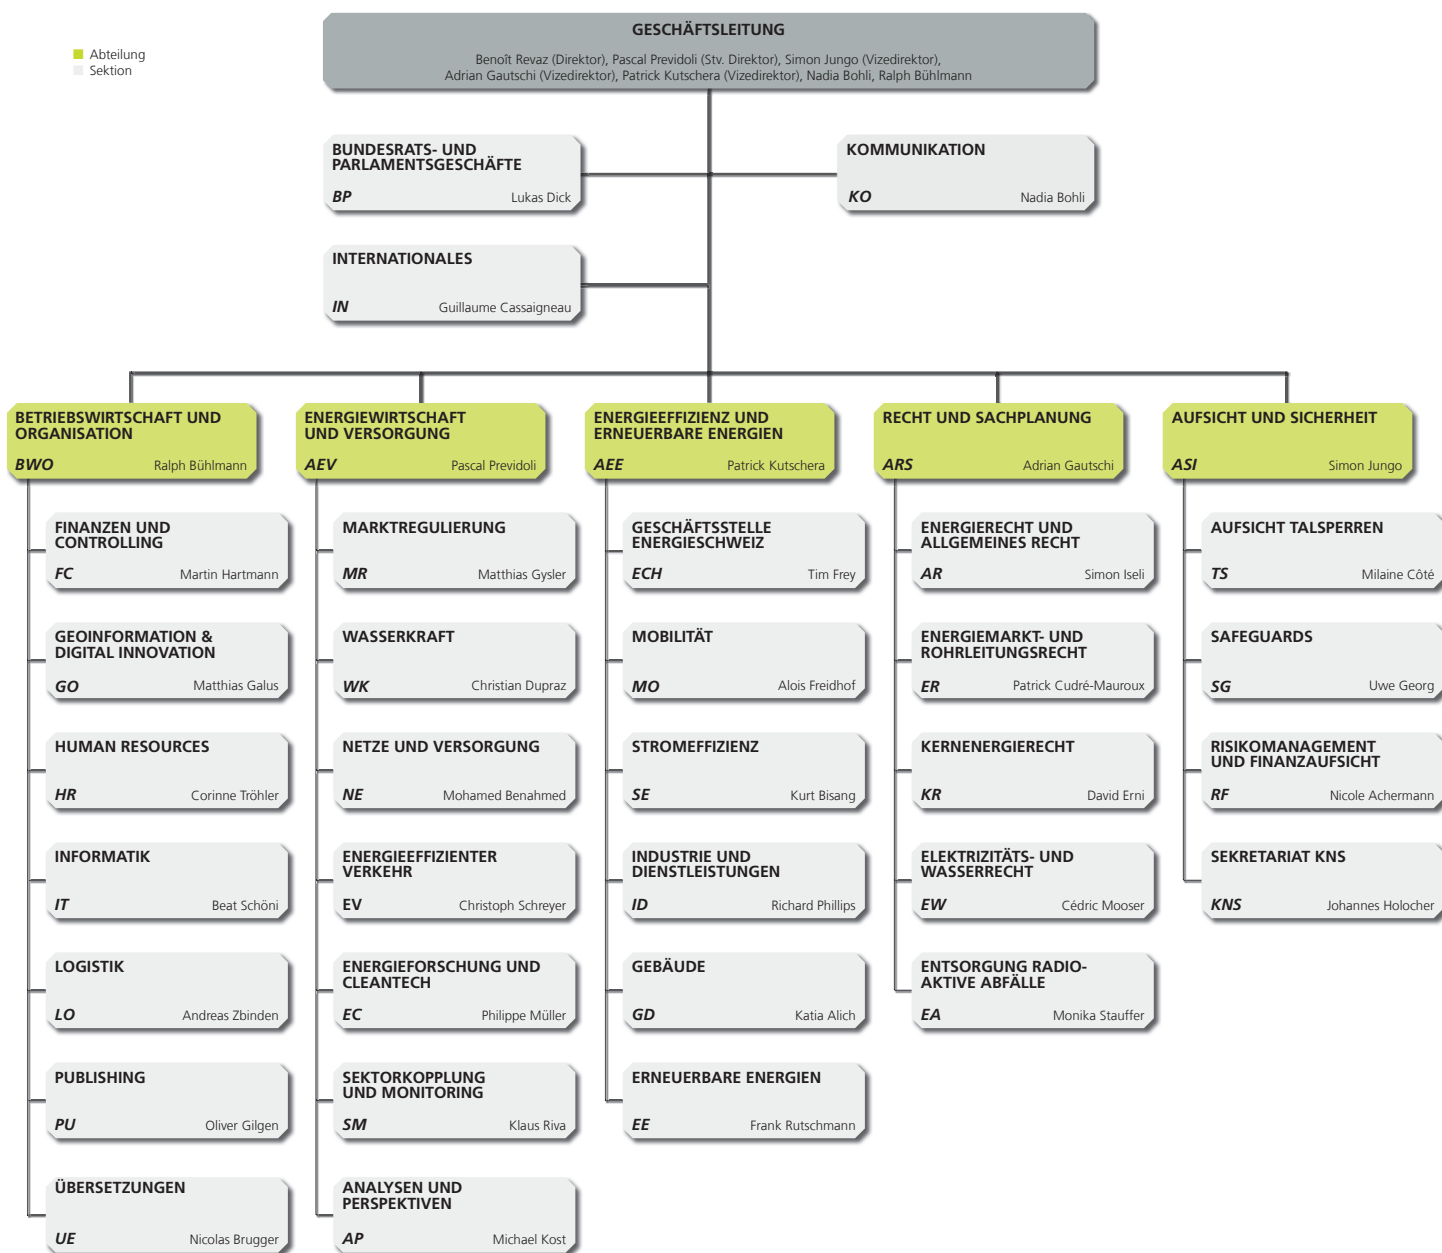 GESCHÄFTSLEITUNG
Benoît Revaz (Direktor), Pascal Previdoli (Stv. Direktor), Simon Jungo (Vizedirektor),
Adrian Gautschi (Vizedirektor), Patrick Kutschera (Vizedirektor), Nadia Bohli, Ralph Bühlmann
Abteilung
Sektion
BUNDESRATS- UND
PARLAMENTSGESCHÄFTE
BP Lukas Dick
KOMMUNIKATION
KO Nadia Bohli
INTERNATIONALES
IN Guillaume Cassaigneau
BETRIEBSWIRTSCHAFT UND
ORGANISATION
BWO Ralph Bühlmann
FINANZEN UND
CONTROLLING
FC Martin Hartmann
GEOINFORMATION &
DIGITAL INNOVATION
GO Matthias Galus
HUMAN RESOURCES
HR Corinne Tröhler
INFORMATIK
IT Beat Schöni
LOGISTIK
LO Andreas Zbinden
PUBLISHING
PU Oliver Gilgen
ÜBERSETZUNGEN
UE Nicolas Brugger
ENERGIEWIRTSCHAFT
UND VERSORGUNG
AEV Pascal Previdoli
MARKTREGULIERUNG
MR Matthias Gysler
WASSERKRAFT
WK Christian Dupraz
NETZE UND VERSORGUNG
NE Mohamed Benahmed
ENERGIEEFFIZIENTER
VERKEHR
EV Christoph Schreyer
ENERGIEFORSCHUNG UND
CLEANTECH
EC Philippe Müller
SEKTORKOPPLUNG
UND MONITORING
SM Klaus Riva
ANALYSEN UND
PERSPEKTIVEN
AP Michael Kost
ENERGIEEFFIZIENZ UND
ERNEUERBARE ENERGIEN
AEE Patrick Kutschera
GESCHÄFTSSTELLE
ENERGIESCHWEIZ
ECH Tim Frey
MOBILITÄT
MO Alois Freidhof
STROMEFFIZIENZ
SE Kurt Bisang
INDUSTRIE UND
DIENSTLEISTUNGEN
ID Richard Phillips
GEBÄUDE
GD Katia Alich
ERNEUERBARE ENERGIEN
EE Frank Rutschmann
RECHT UND SACHPLANUNG
ARS Adrian Gautschi
ENERGIERECHT UND
ALLGEMEINES RECHT
AR Simon Iseli
ENERGIEMARKT- UND
ROHRLEITUNGSRECHT
ER Patrick Cudré-Mauroux
KERNENERGIERECHT
KR David Erni
ELEKTRIZITÄTS- UND
WASSERRECHT
EW Cédric Mooser
ENTSORGUNG RADIO-
AKTIVE ABFÄLLE
EA Monika Stauffer
AUFSICHT UND SICHERHEIT
ASI Simon Jungo
AUFSICHT TALSPERREN
TS Milaine Côté
SAFEGUARDS
SG Uwe Georg
RISIKOMANAGEMENT
UND FINANZAUFSICHT
RF Nicole Achermann
SEKRETARIAT KNS
KNS Johannes Holocher